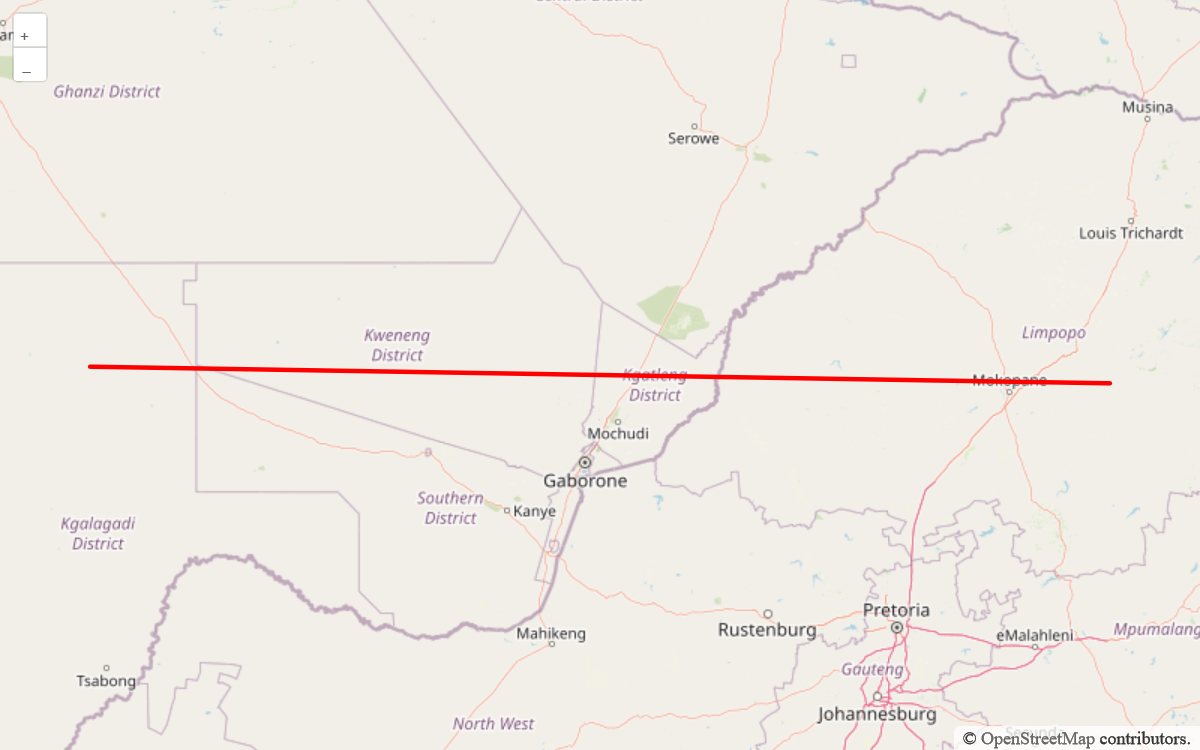 +
–
Ghanzi District
Musina
Serowe
Louis Trichardt
Kweneng
District
Limpopo
Kgatleng
District
Mokopane
Mochudi
Gaborone
Southern
District
Kanye
Kgalagadi
District
Pretoria
Rustenburg
Mahikeng
eMalahleni
Mpumalang
Gauteng
Tsabong
Johannesburg
North West
© OpenStreetMap contributors.